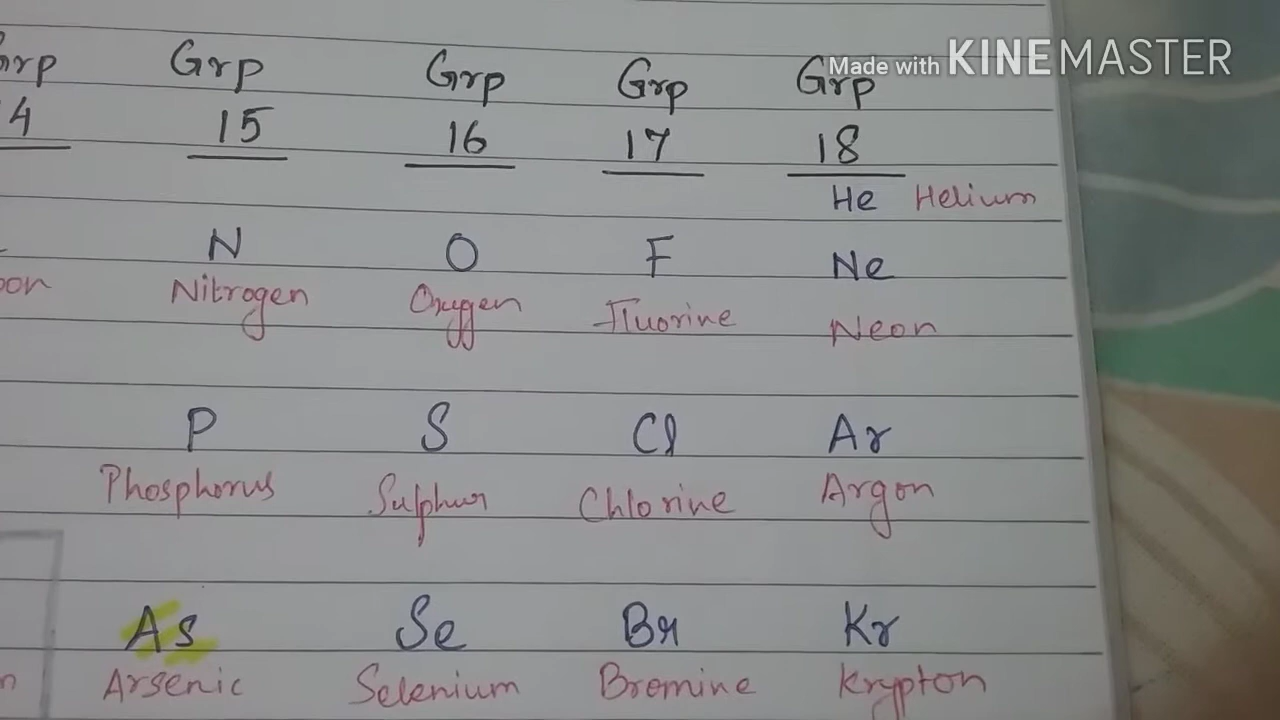 Made with KINEMASTER
Grp Grp Grp Grp
15 16 17 18
He Helium
N O F Ne
Nitrogen Oxygen Fluorine Neon
P S Cl Ar
Phosphorus Sulphur Chlorine Argon
As Se Br Kr
Arsenic Selenium Bromine Krypton